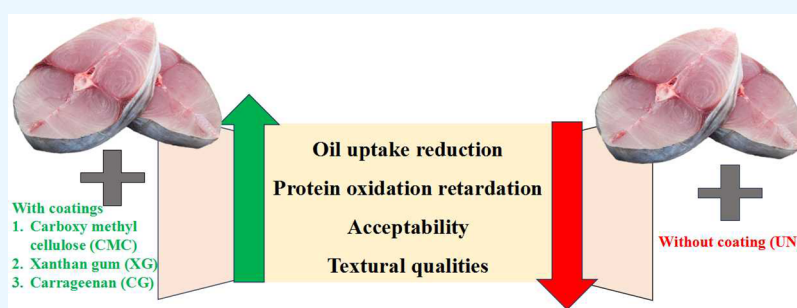 Oil uptake reduction
Protein oxidation retardation
Acceptability
Textural qualities
With coatings
1. Carboxy methyl
cellulose (CMC)
2. Xanthan gum (XG)
3. Carrageenan (CG)
Without coating (UN